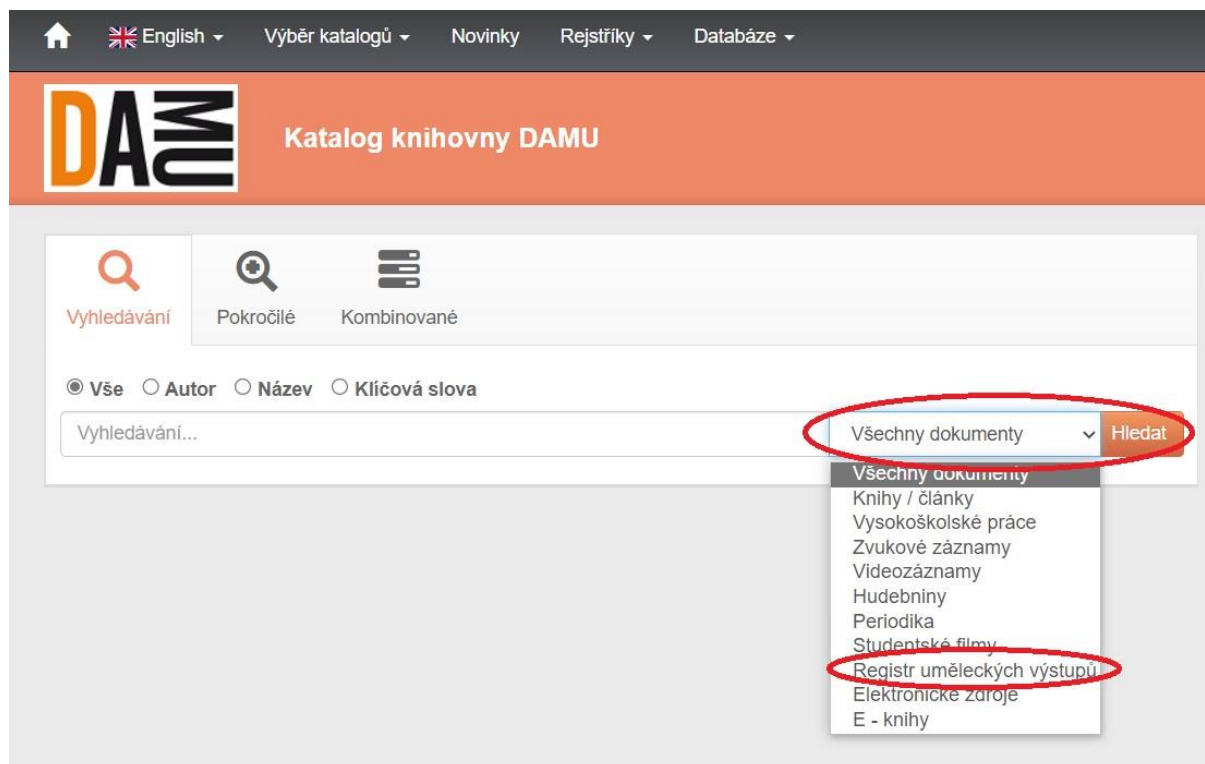 English Výběr katalogů Novinky Rejstříky Databáze
DAMU
Katalog knihovny DAMU
Vyhledávání Pokročilé Kombinované
Vše Autor Název Klíčová slova
Vyhledávání... Všechny dokumenty Hledat
Všechny dokumenty
Knihy / články
Vysokoškolské práce
Zvukové záznamy
Videozáznamy
Hudebniny
Periodika
Studentské filmy
Registr uměleckých výstupů
Elektronické zdroje
E - knihy